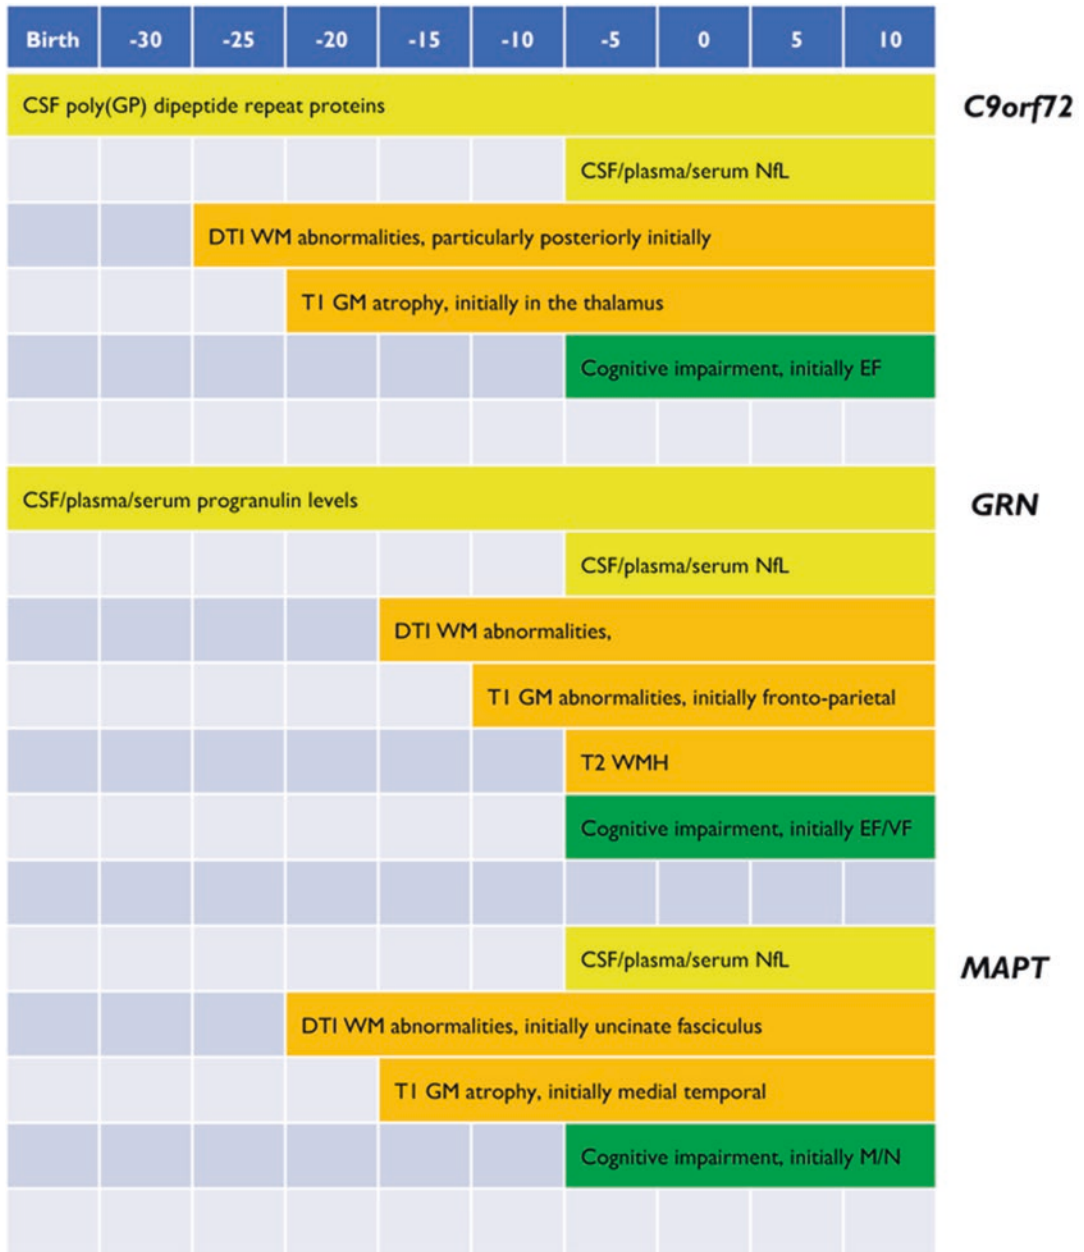 Birth -30 -25 -20 -15 -10 -5 0 5 10
CSF poly(GP) dipeptide repeat proteins
C9orf72
CSF/plasma/serum NfL
DTI WM abnormalities, particularly posteriorly initially
T1 GM atrophy, initially in the thalamus
Cognitive impairment, initially EF
CSF/plasma/serum progranulin levels
GRN
CSF/plasma/serum NfL
DTI WM abnormalities,
T1 GM abnormalities, initially fronto-parietal
T2 WMH
Cognitive impairment, initially EF/VF
CSF/plasma/serum NfL
MAPT
DTI WM abnormalities, initially uncinate fasciculus
T1 GM atrophy, initially medial temporal
Cognitive impairment, initially M/N